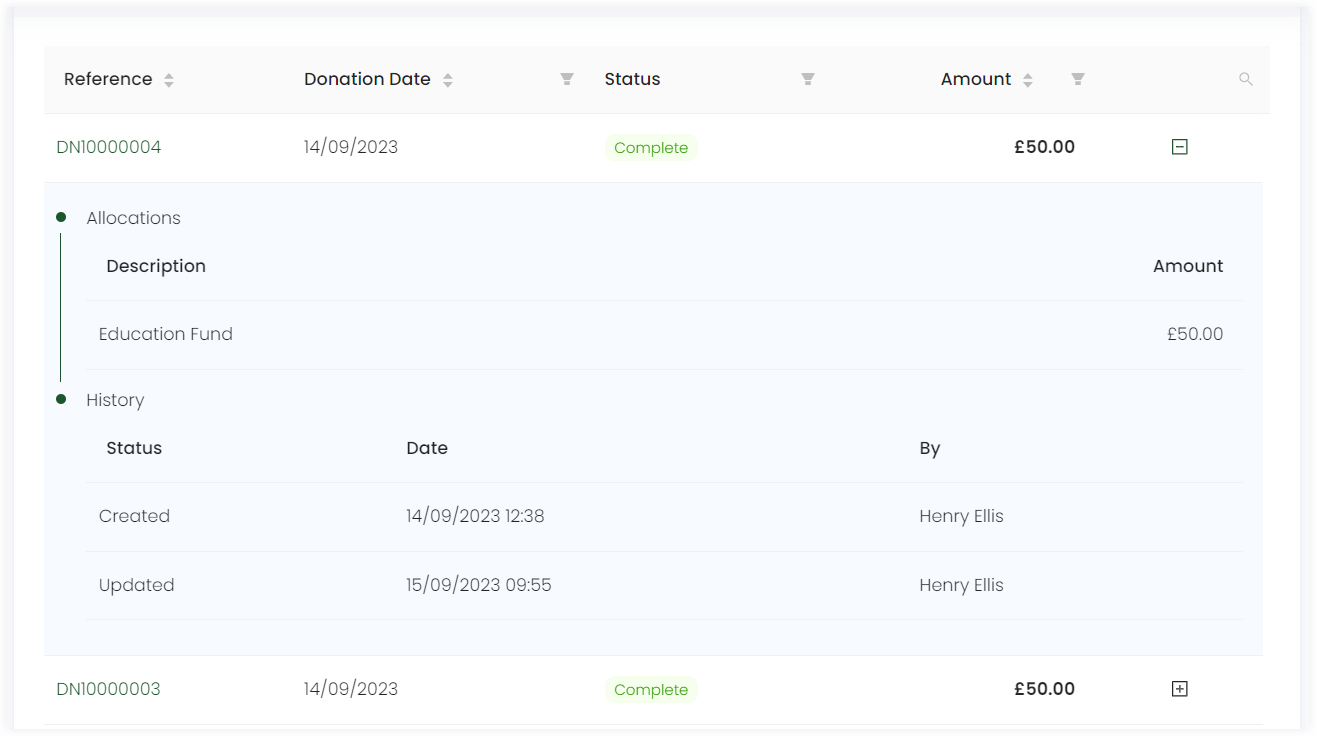 Reference Donation Date Status Amount
DN10000004 14/09/2023 Complete £50.00
Allocations
Description Amount
Education Fund £50.00
History
Status Date By
Created 14/09/2023 12:38 Henry Ellis
Updated 15/09/2023 09:55 Henry Ellis
DN10000003 14/09/2023 Complete £50.00